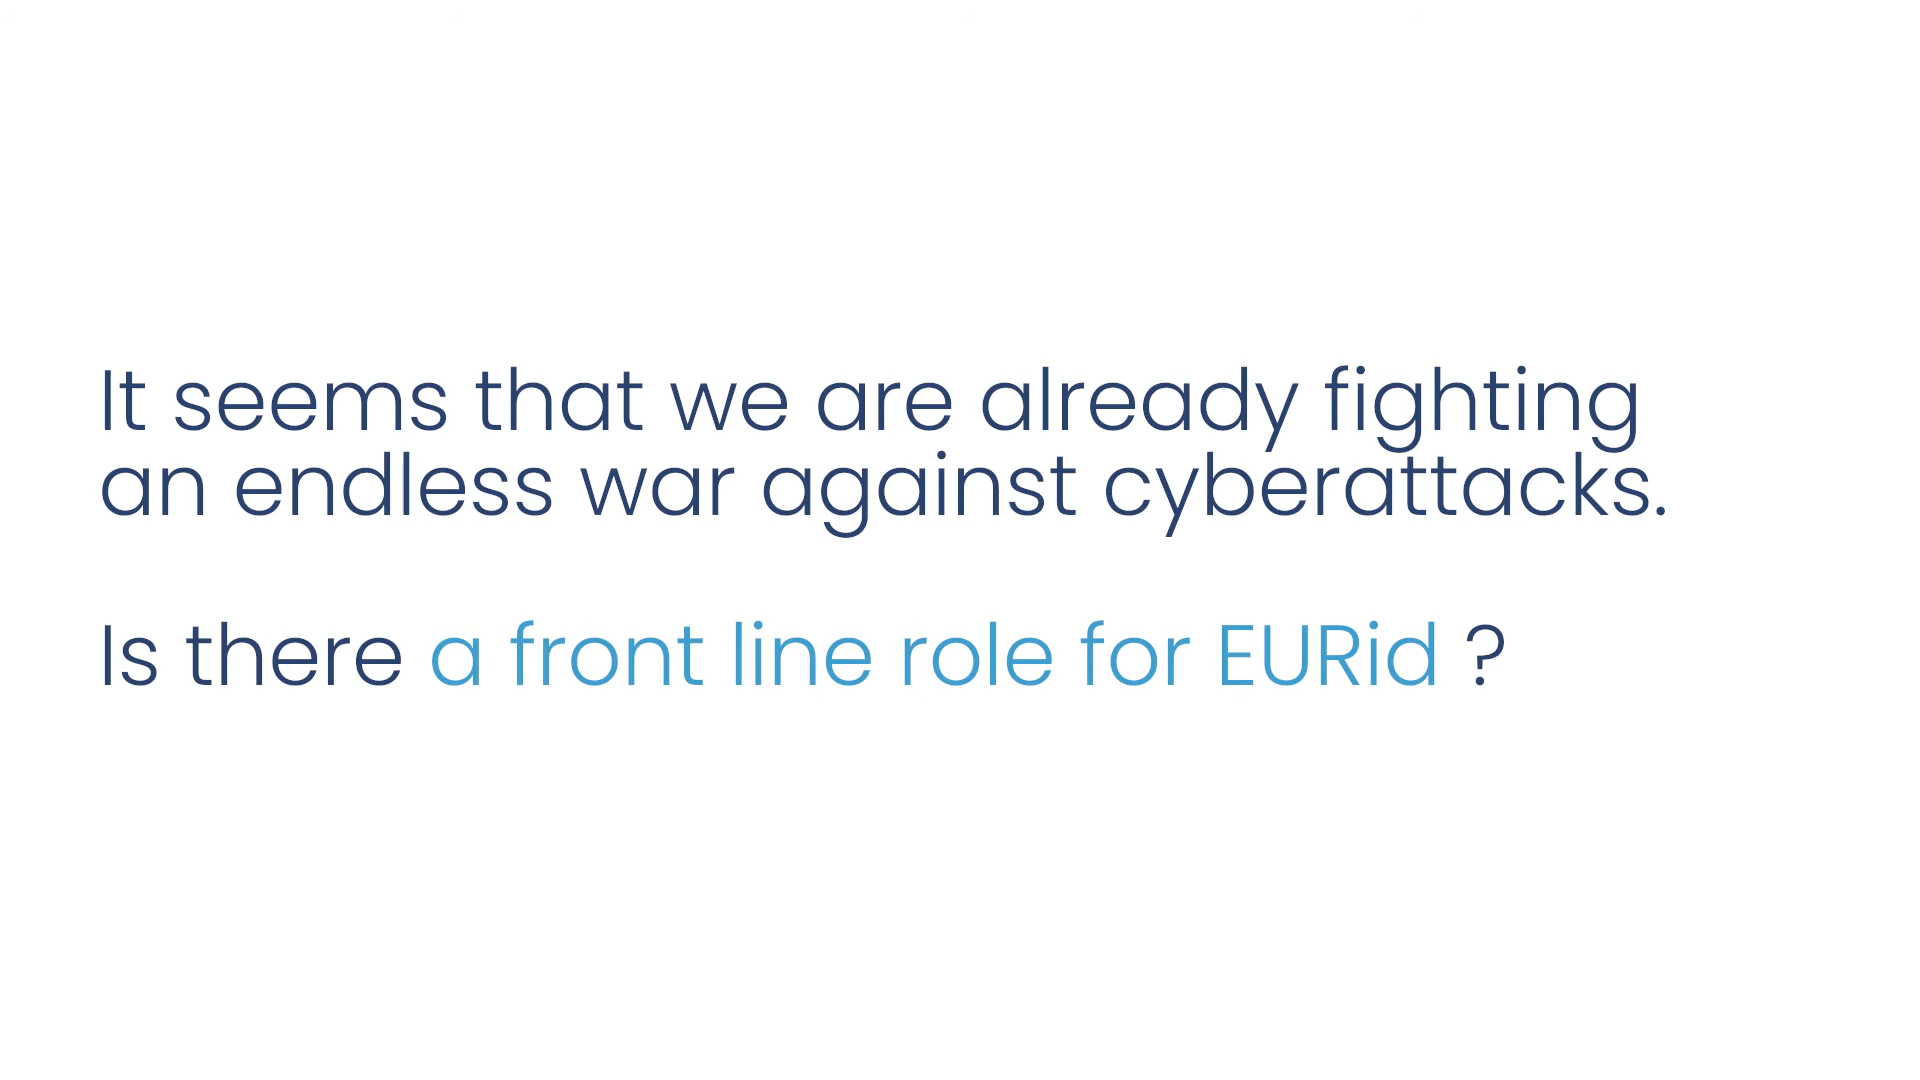 It seems that we are already fighting
an endless war against cyberattacks.
Is there a front line role for EURid ?